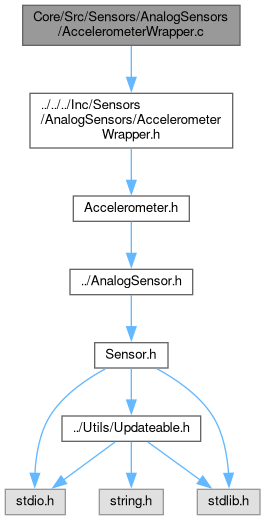 Core/Src/Sensors/AnalogSensors
/AccelerometerWrapper.c
../../../Inc/Sensors
/AnalogSensors/Accelerometer
Wrapper.h
Accelerometer.h
../AnalogSensor.h
Sensor.h
../Utils/Updateable.h
stdio.h
string.h
stdlib.h